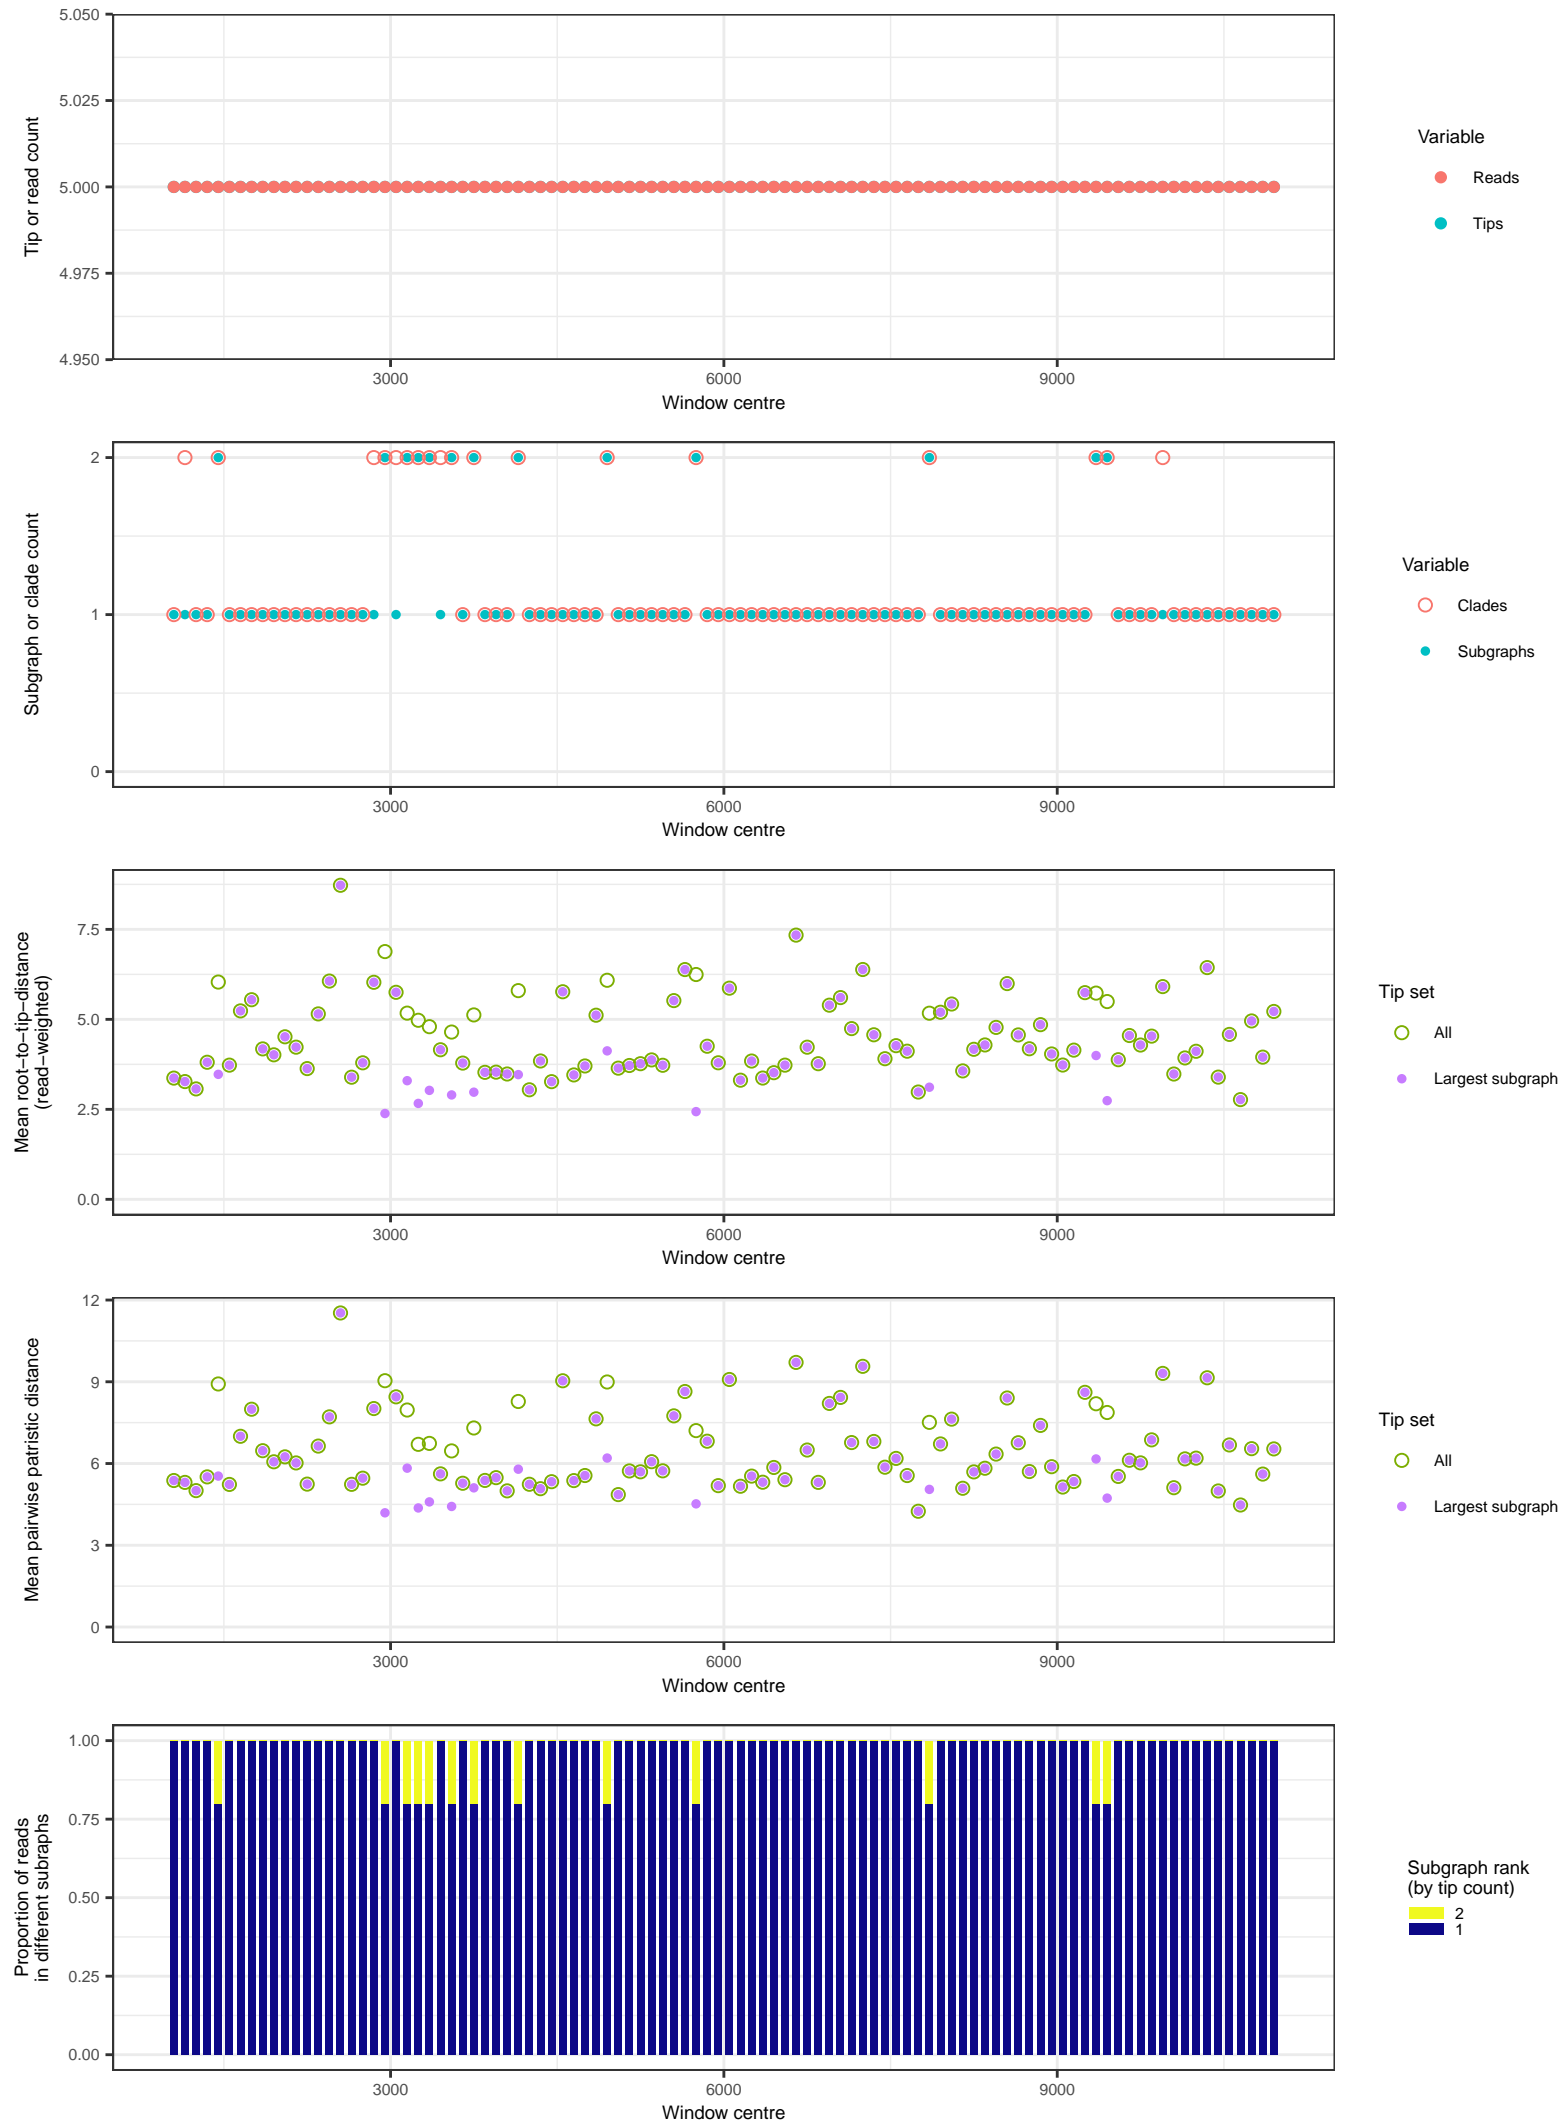 5.050
5.025
5.000
4.975
4.950
Tip or read count
3000 6000 9000
Window centre
Variable
Reads
Tips
2
1
0
Subgraph or clade count
3000 6000 9000
Window centre
Variable
Clades
Subgraphs
7.5
5.0
2.5
0.0
Mean root−to−tip−distance
(read−weighted)
3000 6000 9000
Window centre
Tip set
All
Largest subgraph
12
9
6
3
0
Mean pairwise patristic distance
3000 6000 9000
Window centre
Tip set
All
Largest subgraph
1.00
0.75
0.50
0.25
0.00
Proportion of reads
in different subraphs
3000 6000 9000
Window centre
Subgraph rank
(by tip count)
2
1